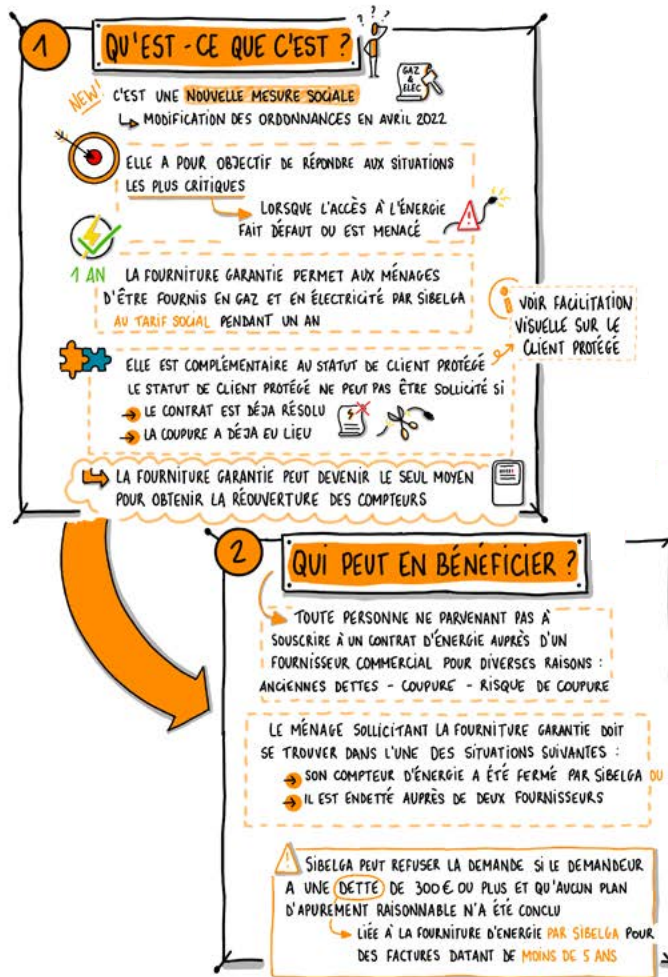 1
QU'EST-CE QUE C'EST ?
? ? ?
NEW!
C'EST UNE NOUVELLE MESURE SOCIALE
GAZ
&
ELEC
MODIFICATION DES ORDONNANCES EN AVRIL 2022
ELLE A POUR OBJECTIF DE RÉPONDRE AUX SITUATIONS
LES PLUS CRITIQUES
LORSQUE L'ACCÈS À L'ÉNERGIE
FAIT DÉFAUT OU EST MENACÉ
1 AN
LA FOURNITURE GARANTIE PERMET AUX MÉNAGES
D'ÊTRE FOURNIS EN GAZ ET EN ÉLECTRICITÉ PAR SIBELGA
AU TARIF SOCIAL PENDANT UN AN
VOIR FACILITATION
VISUELLE SUR LE
CLIENT PROTÉGÉ
ELLE EST COMPLÉMENTAIRE AU STATUT DE CLIENT PROTÉGÉ
LE STATUT DE CLIENT PROTÉGÉ NE PEUT PAS ÊTRE SOLLICITÉ SI
LE CONTRAT EST DÉJA RÉSOLU
LA COUPURE A DÉJA EU LIEU
LA FOURNITURE GARANTIE PEUT DEVENIR LE SEUL MOYEN
POUR OBTENIR LA RÉOUVERTURE DES COMPTEURS
2
QUI PEUT EN BÉNÉFICIER ?
TOUTE PERSONNE NE PARVENANT PAS À
SOUSCRIRE À UN CONTRAT D'ÉNERGIE AUPRÈS D'UN
FOURNISSEUR COMMERCIAL POUR DIVERSES RAISONS :
ANCIENNES DETTES - COUPURE - RISQUE DE COUPURE
LE MÉNAGE SOLLICITANT LA FOURNITURE GARANTIE DOIT
SE TROUVER DANS L'UNE DES SITUATIONS SUIVANTES :
SON COMPTEUR D'ÉNERGIE A ÉTÉ FERMÉ PAR SIBELGA OU
IL EST ENDETTÉ AUPRÈS DE DEUX FOURNISSEURS
SIBELGA PEUT REFUSER LA DEMANDE SI LE DEMANDEUR
A UNE DETTE DE 300€ OU PLUS ET QU'AUCUN PLAN
D'APUREMENT RAISONNABLE N'A ÉTÉ CONCLU
LIÉE À LA FOURNITURE D'ENERGIE PAR SIBELGA POUR
DES FACTURES DATANT DE MOINS DE 5 ANS